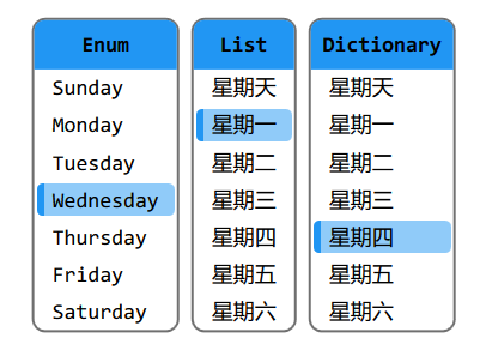 Enum
Sunday
Monday
Tuesday
Wednesday
Thursday
Friday
Saturday
List
星期天
星期一
星期二
星期三
星期四
星期五
星期六
Dictionary
星期天
星期一
星期二
星期三
星期四
星期五
星期六